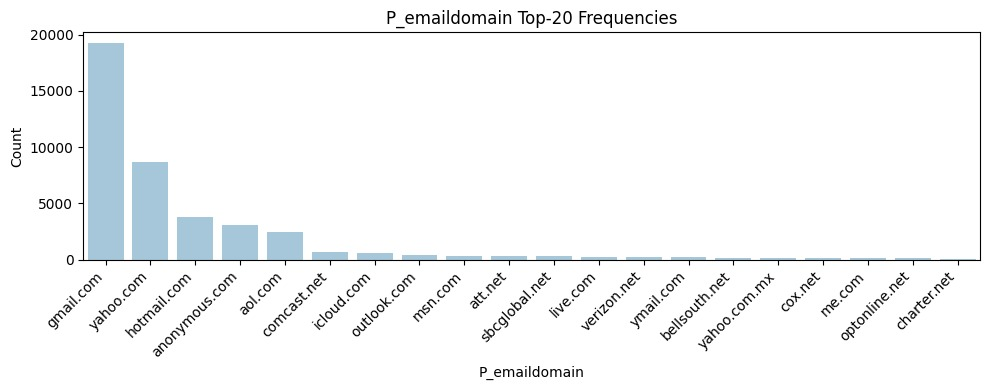 P_emaildomain Top-20 Frequencies
Count
20000
15000
10000
5000
0
gmail.com
yahoo.com
hotmail.com
anonymous.com
aol.com
comcast.net
icloud.com
outlook.com
msn.com
att.net
sbcglobal.net
live.com
verizon.net
ymail.com
bellsouth.net
yahoo.com.mx
cox.net
me.com
optonline.net
charter.net
P_emaildomain